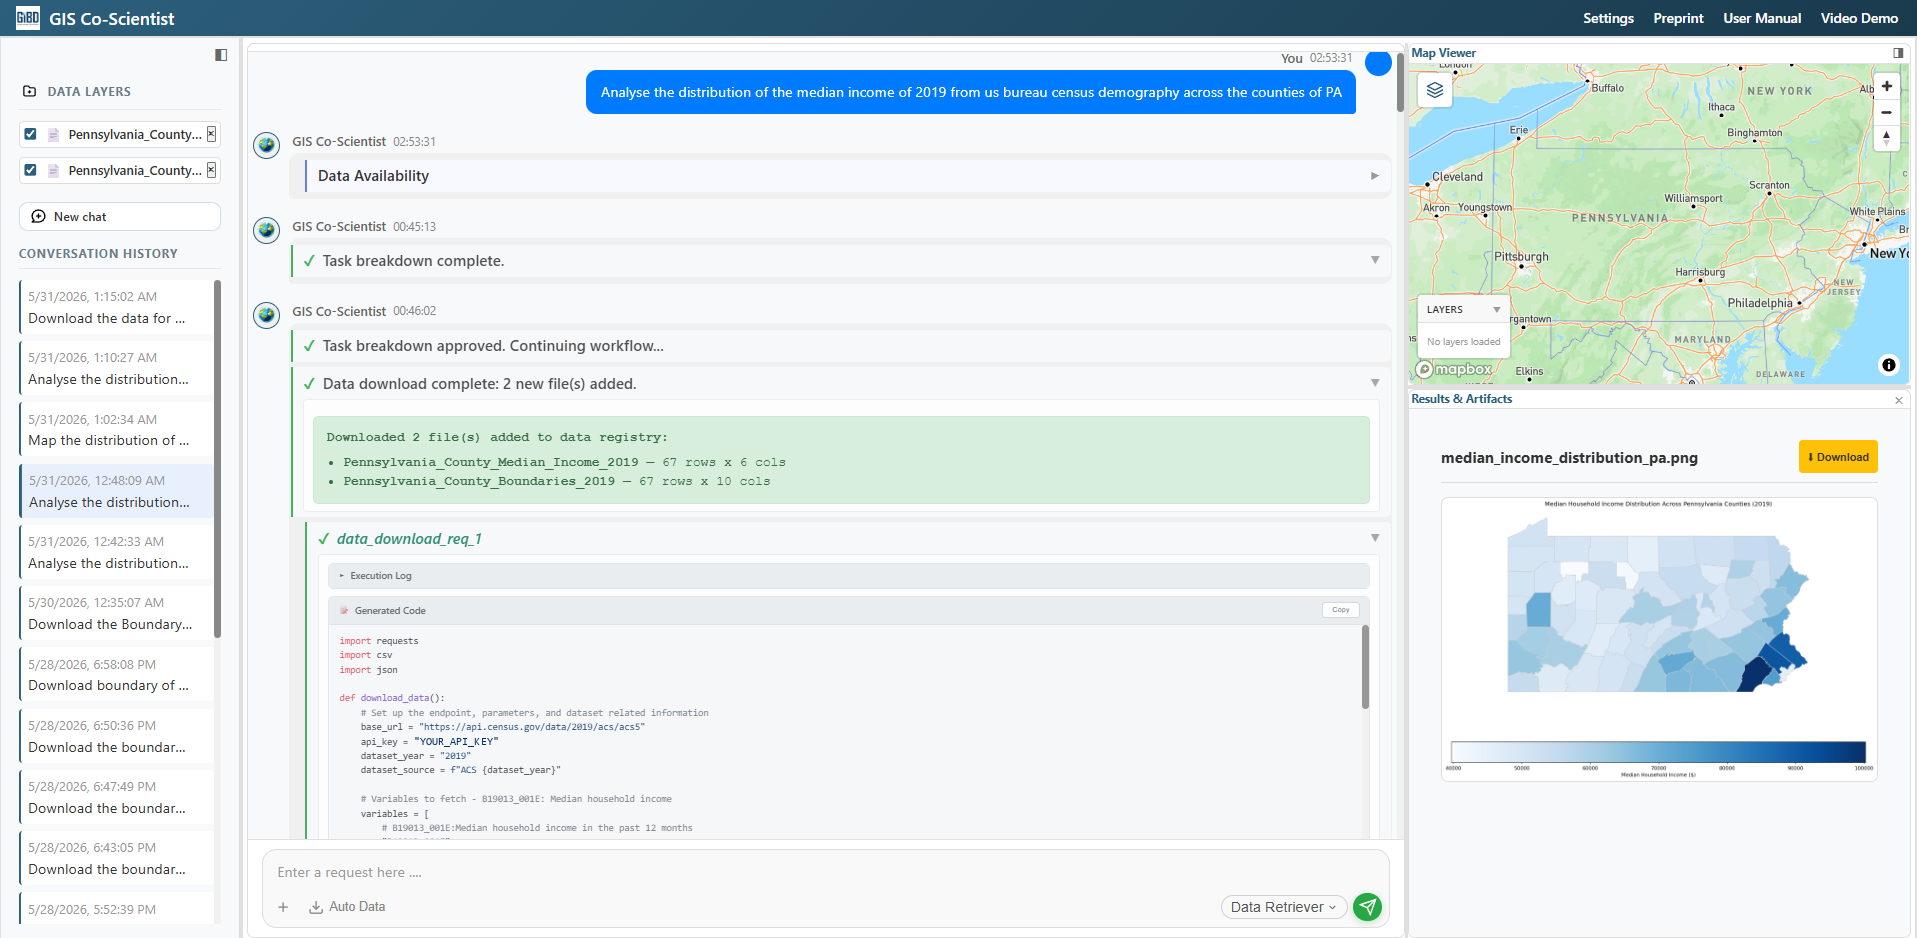 GIBD
GIS Co-Scientist
Settings
Preprint
User Manual
Video Demo
DATA LAYERS
Pennsylvania_County...
Pennsylvania_County...
New chat
CONVERSATION HISTORY
5/31/2026, 1:15:02 AM
Download the data for ...
5/31/2026, 1:10:27 AM
Analyse the distribution...
5/31/2026, 1:02:34 AM
Map the distribution of ...
5/31/2026, 12:48:09 AM
Analyse the distribution...
5/31/2026, 12:42:33 AM
Analyse the distribution...
5/30/2026, 12:35:07 AM
Download the Boundary...
5/28/2026, 6:58:08 PM
Download boundary of ...
5/28/2026, 6:50:36 PM
Download the boundar...
5/28/2026, 6:47:49 PM
Download the boundar...
5/28/2026, 6:43:05 PM
Download the boundar...
5/28/2026, 5:52:39 PM
You 02:53:31
Analyse the distribution of the median income of 2019 from us bureau census demography across the counties of PA
GIS Co-Scientist 02:53:31
Data Availability
GIS Co-Scientist 00:45:13
✓ Task breakdown complete.
GIS Co-Scientist 00:46:02
✓ Task breakdown approved. Continuing workflow...
✓ Data download complete: 2 new file(s) added.
Downloaded 2 file(s) added to data registry:
• Pennsylvania_County_Median_Income_2019 — 67 rows x 6 cols
• Pennsylvania_County_Boundaries_2019 — 67 rows x 10 cols
✓ data_download_req_1
Execution Log
Generated Code
Copy
import requests
import csv
import json
def download_data():
# Set up the endpoint, parameters, and dataset related information
base_url = "https://api.census.gov/data/2019/acs/acs5"
api_key = "YOUR_API_KEY"
dataset_year = "2019"
dataset_source = f"ACS {dataset_year}"
# Variables to fetch - B19013_001E: Median household income
variables = [
# B19013_001E:Median household income in the past 12 months
Enter a request here ....
+
Auto Data
Data Retriever
Map Viewer
London
Buffalo
NEW YORK
Alb
Ithaca
Erie
Binghamton
Cleveland
Scranton
Akron
Youngstown
Williamsport
White Plains
PENNSYLVANIA
Br
New Yo
Pittsburgh
Harrisburg
NEW
JERSEY
Philadelphia
LAYERS
rgantown
No layers loaded
MARYLAND
mapbox
Elkins
DELAWARE
Results & Artifacts
median_income_distribution_pa.png
Download
Median Household Income Distribution Across Pennsylvania Counties (2019)
40000
50000
60000
70000
80000
90000
100000
Median Household Income ($)